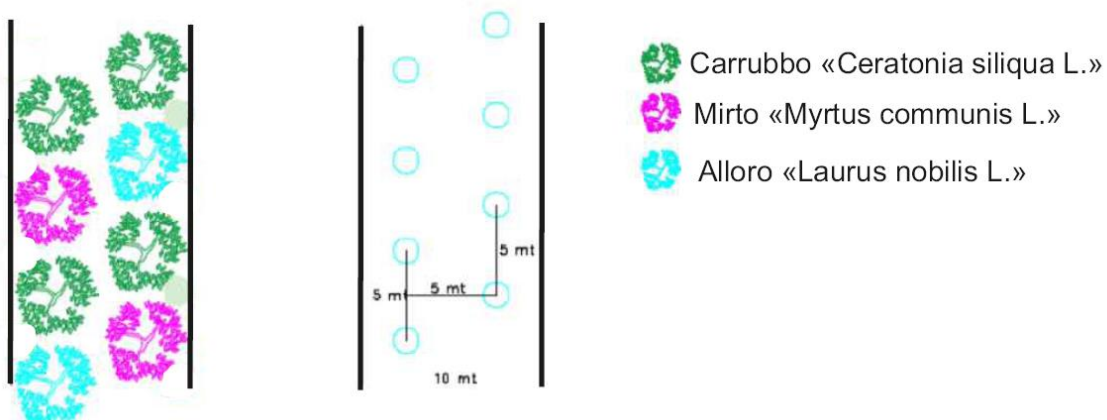 Carrubbo «Ceratonia siliqua L.»
Mirto «Myrtus communis L.»
Alloro «Laurus nobilis L.»
5 mt
5 mt
5 mt
10 mt